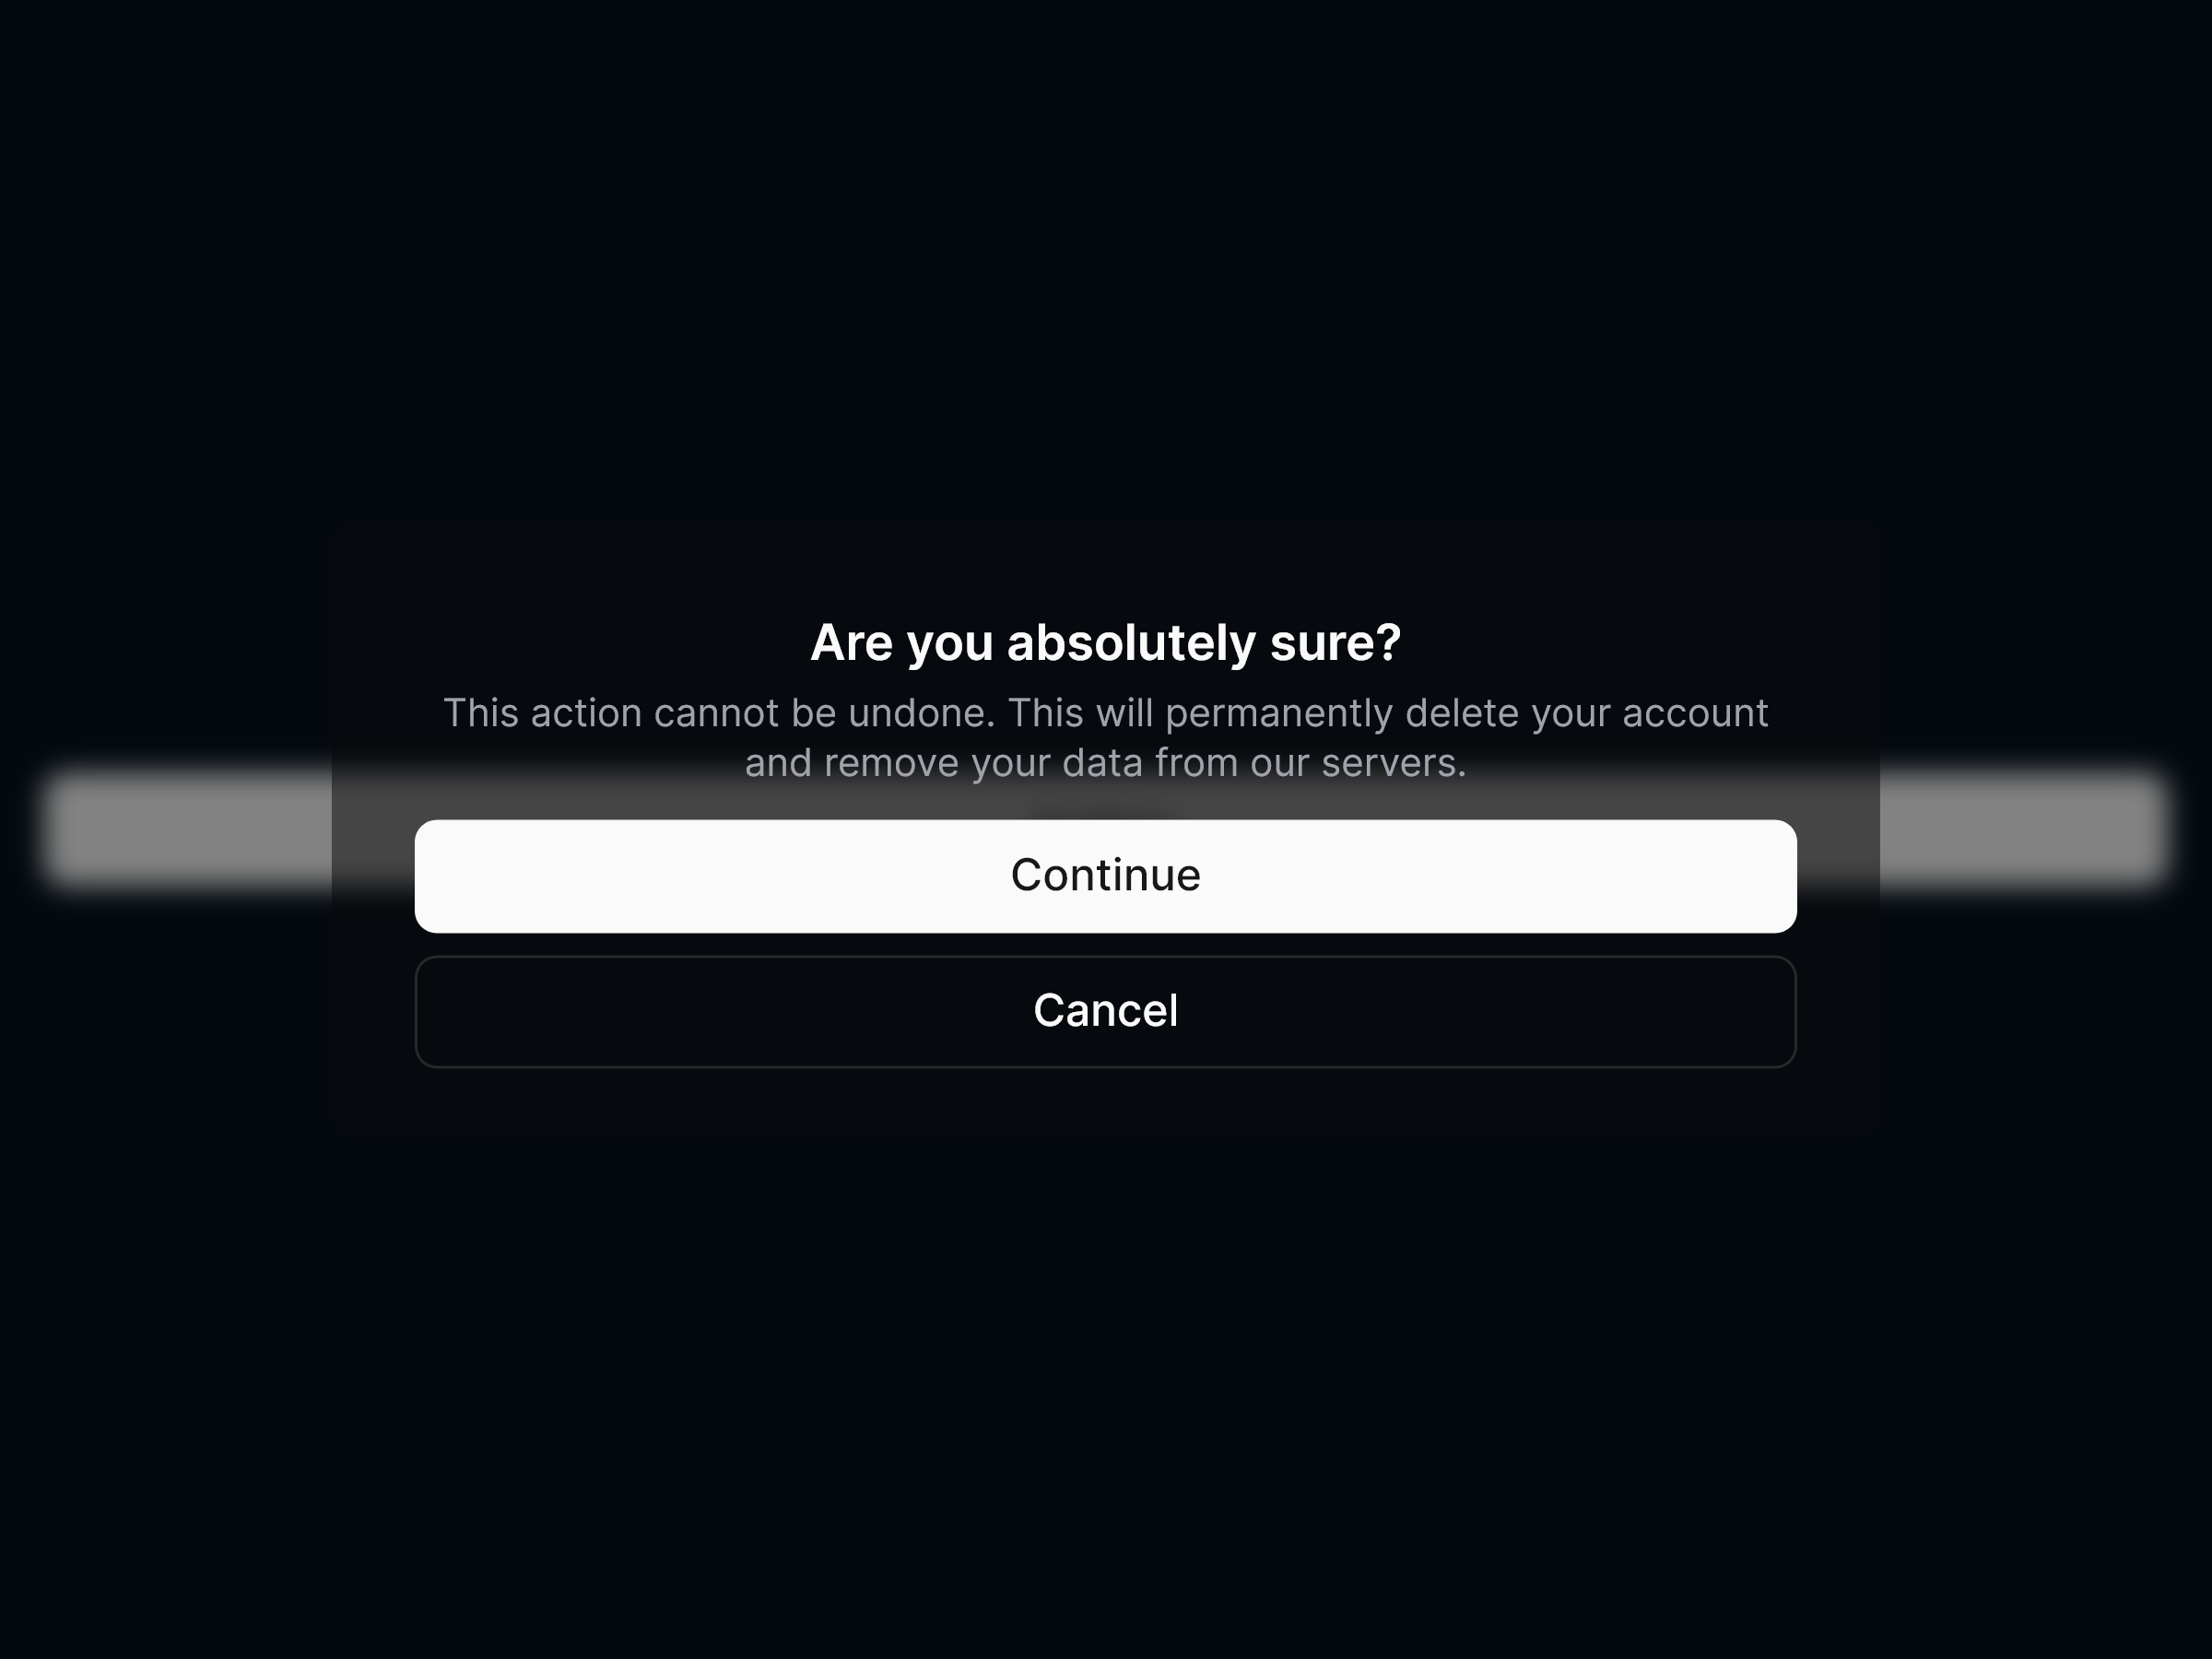 Are you absolutely sure?
This action cannot be undone. This will permanently delete your account
and remove your data from our servers.
Continue
Cancel